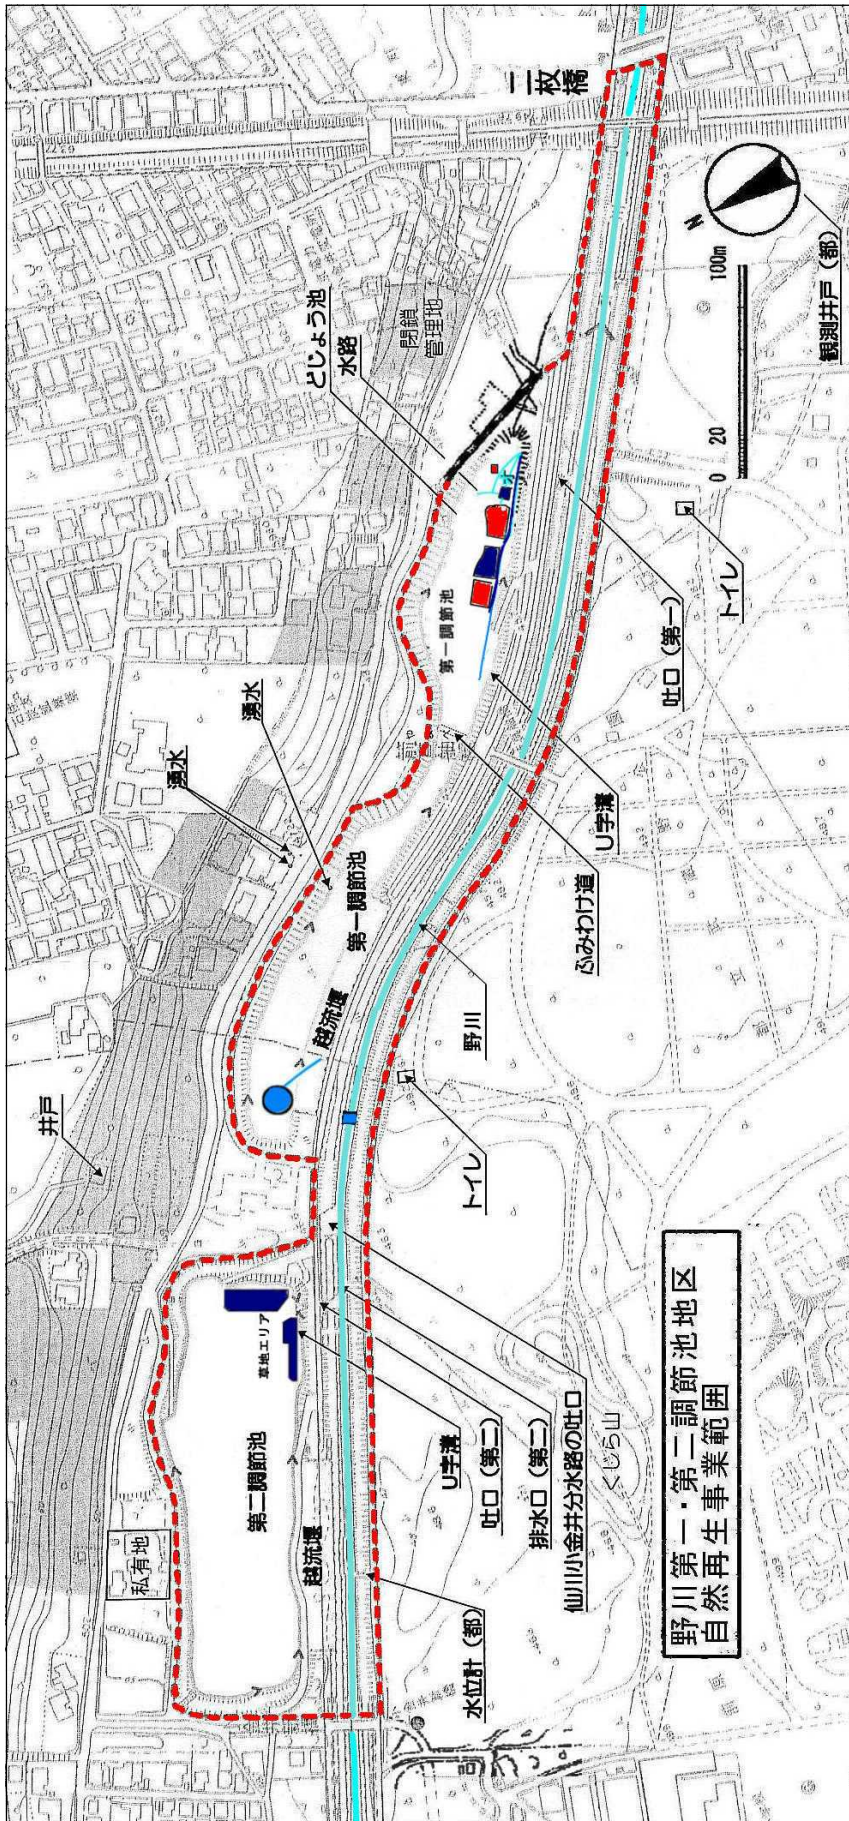 二枚橋
閉鎖
管理地
どじょう池
水路
N
100m
20
0
観測井戸（都）
トイレ
第一調節池
吐口（第一）
湧水
湧水
U字溝
ふみわけ道
第一調節池
越流堰
野川
井戸
トイレ
草地エリア
第二調節池
U字溝
吐口（第二）
排水口（第二）
仙川小金井分水路の吐口
くじら山
越流堰
私有地
水位計（都）
野川第一・第二調節池地区
自然再生事業範囲